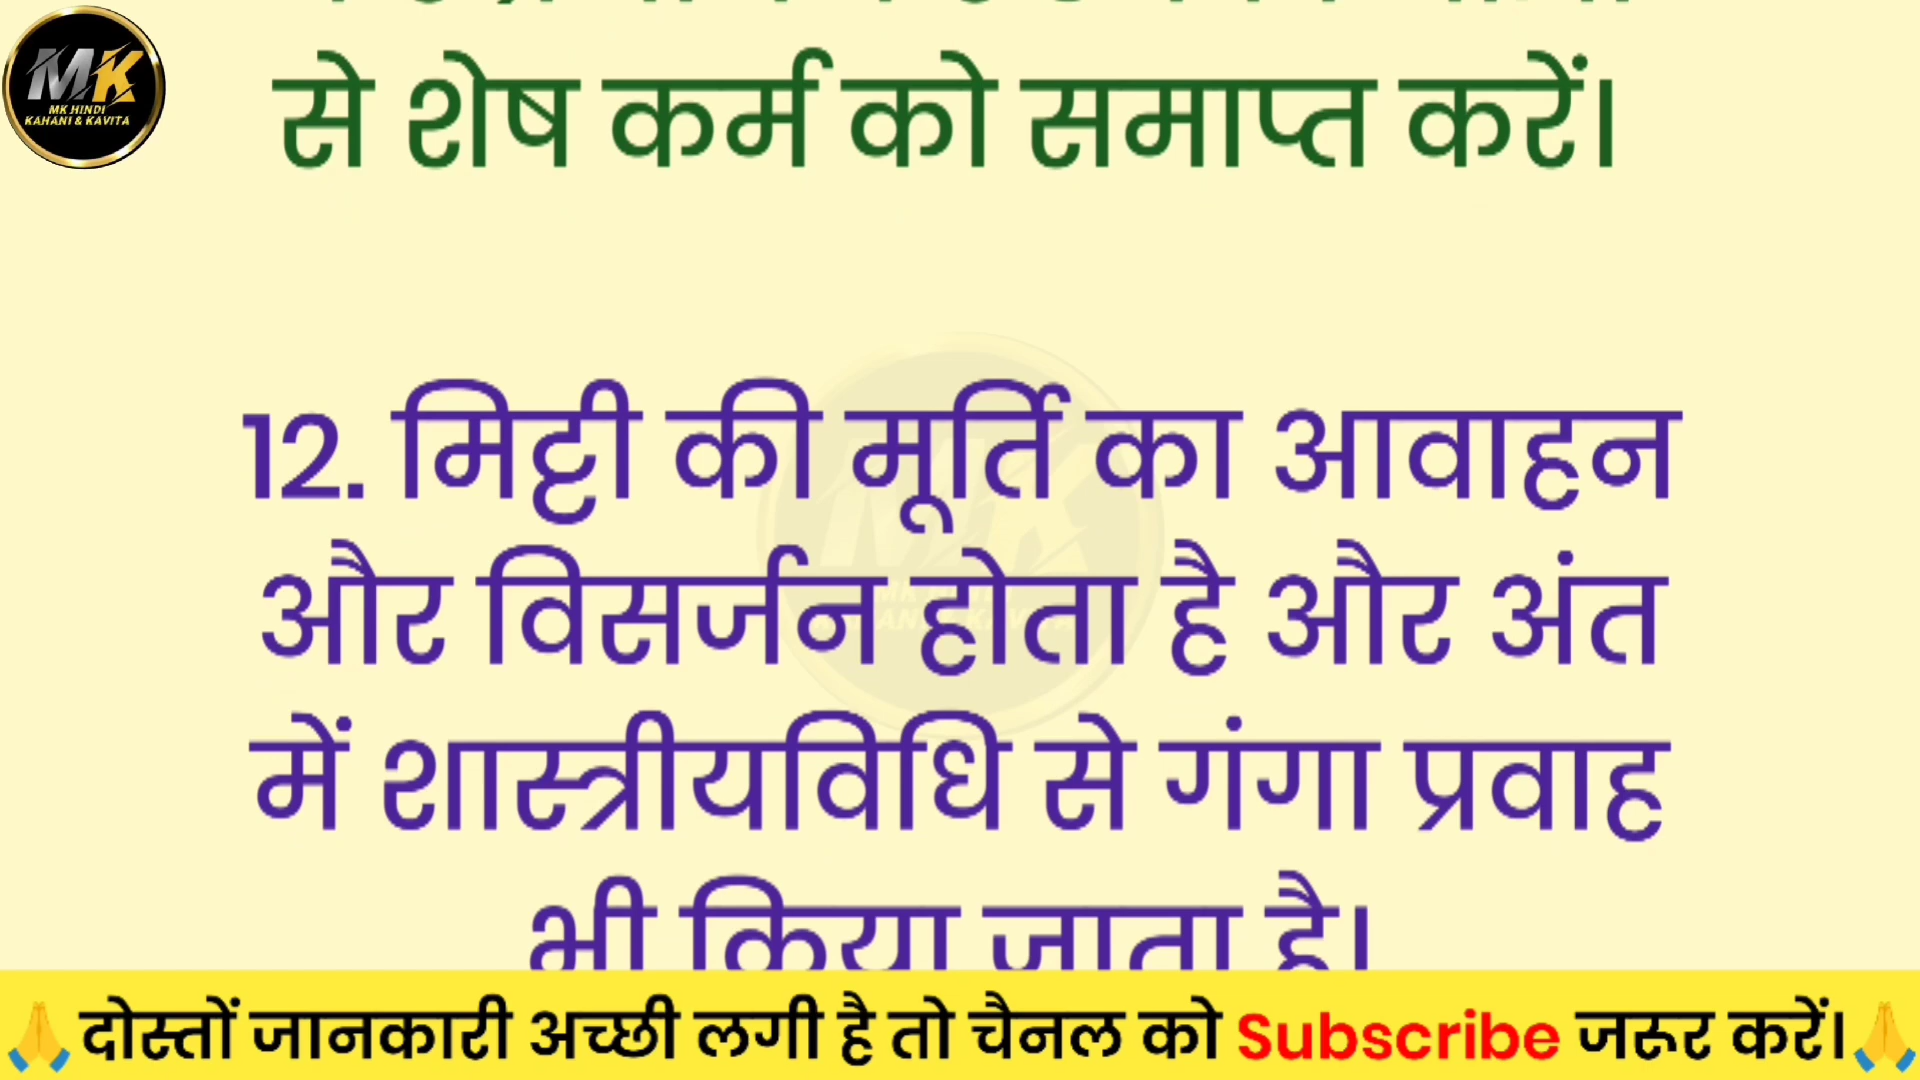 MK
MK HINDI
KAHANI & KAVITA
से शेष कर्म को समाप्त करें।
12. मिट्टी की मूर्ति का आवाहन
और विसर्जन होता है और अंत
में शास्त्रीयविधि से गंगा प्रवाह
भी किया जाता है।
🙏दोस्तों जानकारी अच्छी लगी है तो चैनल को Subscribe जरूर करें।🙏